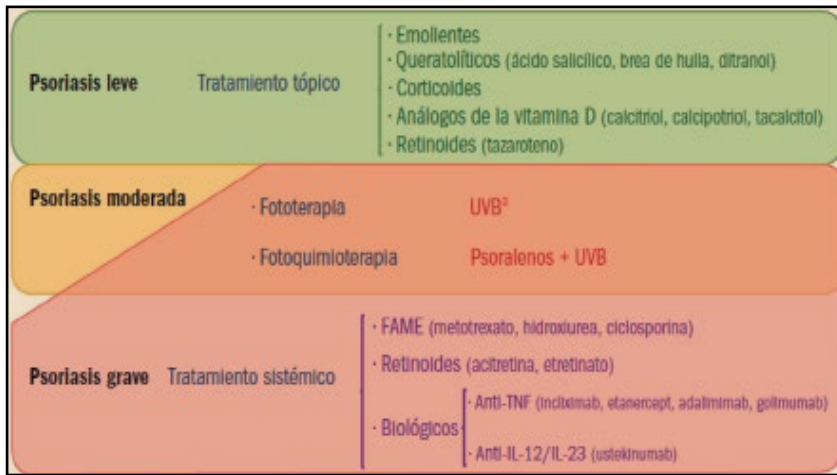 · Emolientes
· Queratolíticos (ácido salicílico, brea de hulla, ditranol)
Psoriasis leve Tratamiento tópico · Corticoides
· Análogos de la vitamina D (calcitriol, calcipotriol, tacalcitol)
· Retinoides (tazaroteno)
Psoriasis moderada
· Fototerapia UVB²
· Fotoquimioterapia Psoralenos + UVB
· FAME (metotrexato, hidroxiurea, ciclosporina)
Psoriasis grave Tratamiento sistémico · Retinoides (acitretina, etretinato)
· Anti-TNF (inciximab, etanercept, adalimimab, golimumab)
· Biológicos
· Anti-IL-12/IL-23 (ustekinumab)